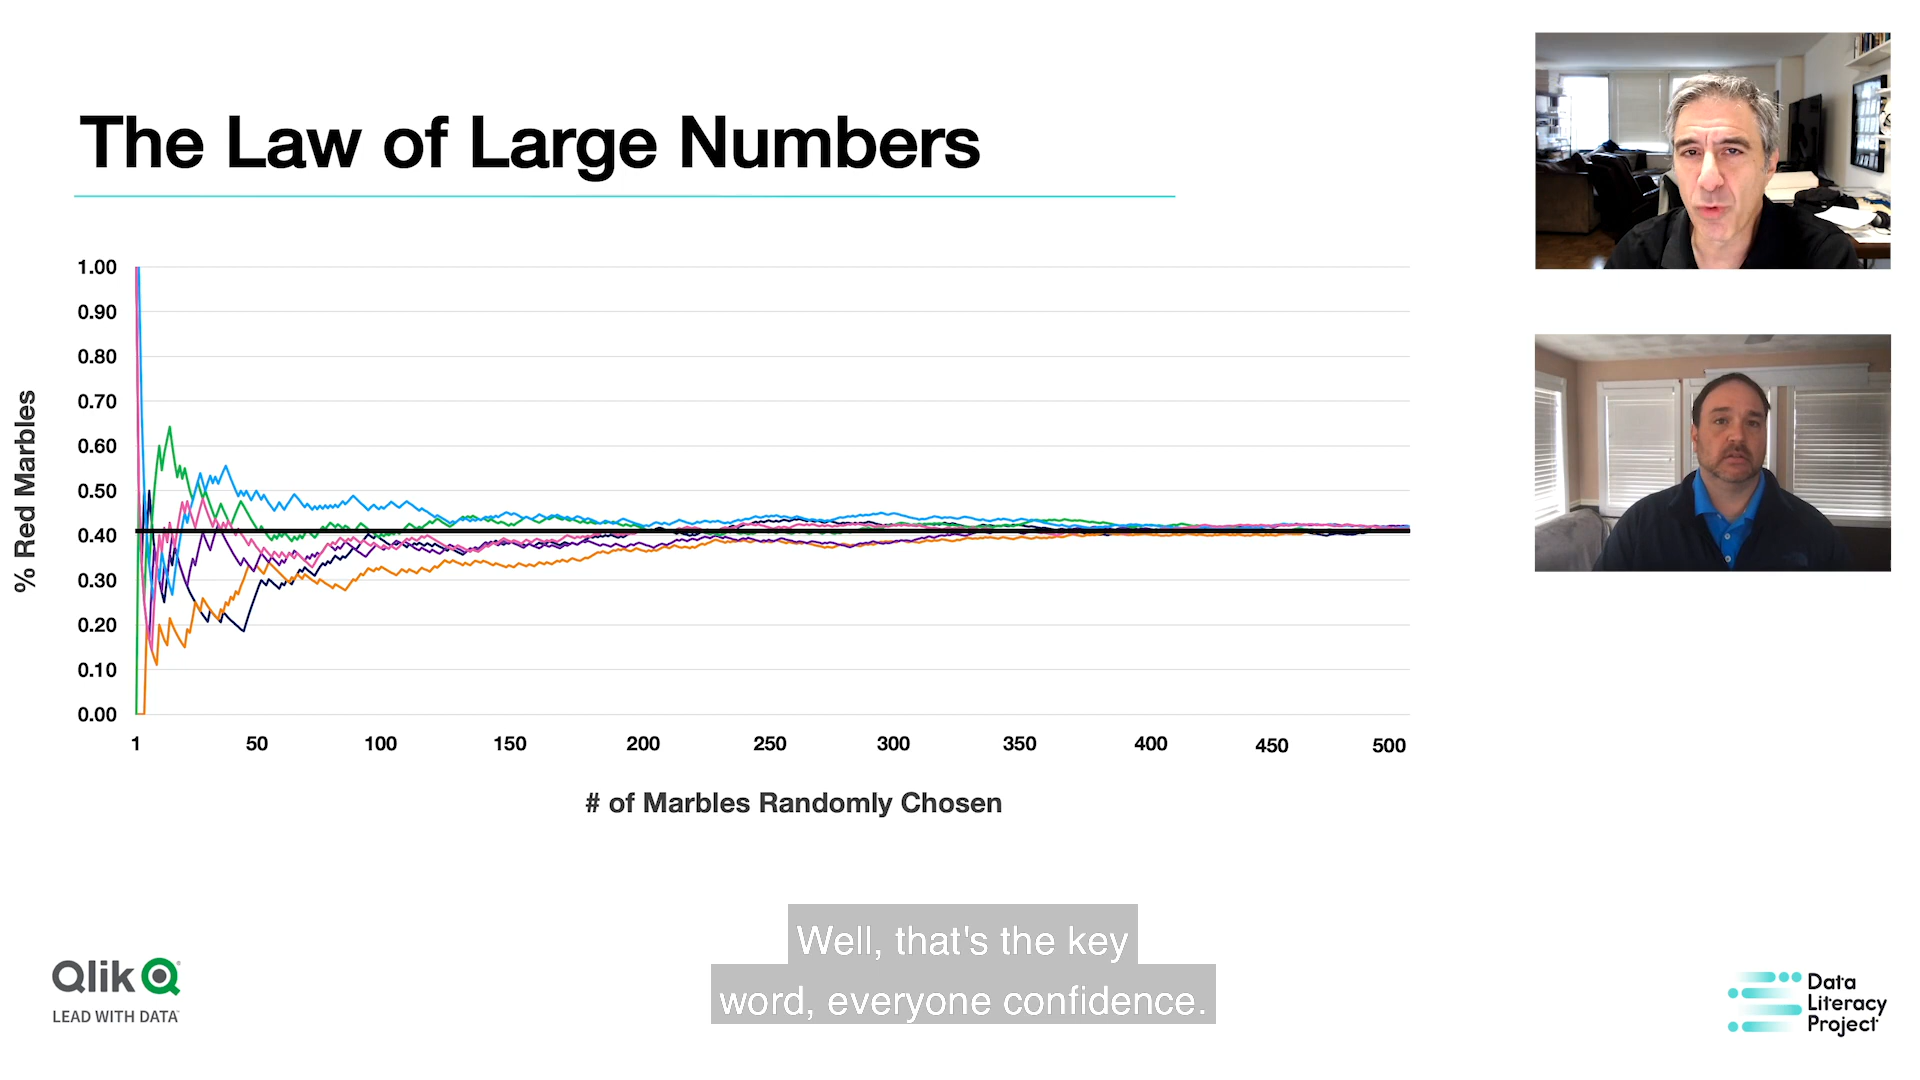 The Law of Large Numbers
% Red Marbles
1.00
0.90
0.80
0.70
0.60
0.50
0.40
0.30
0.20
0.10
0.00
1 50 100 150 200 250 300 350 400 450 500
# of Marbles Randomly Chosen
Well, that's the key
word, everyone confidence.
Qlik
LEAD WITH DATA
Data
Literacy
Project